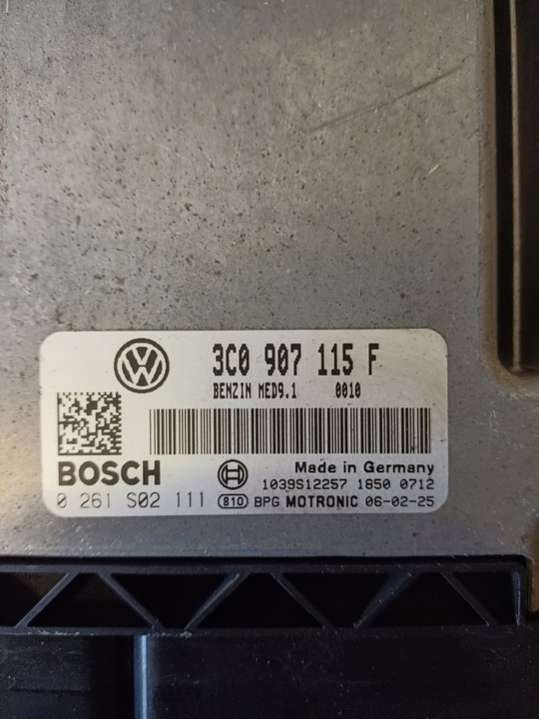 3C0 907 115 F
BENZIN MED9.1 0010
BOSCH
Made in Germany
1039S12257 1850 0712
0 261 S02 111 810 BPG MOTRONIC 06-02-25